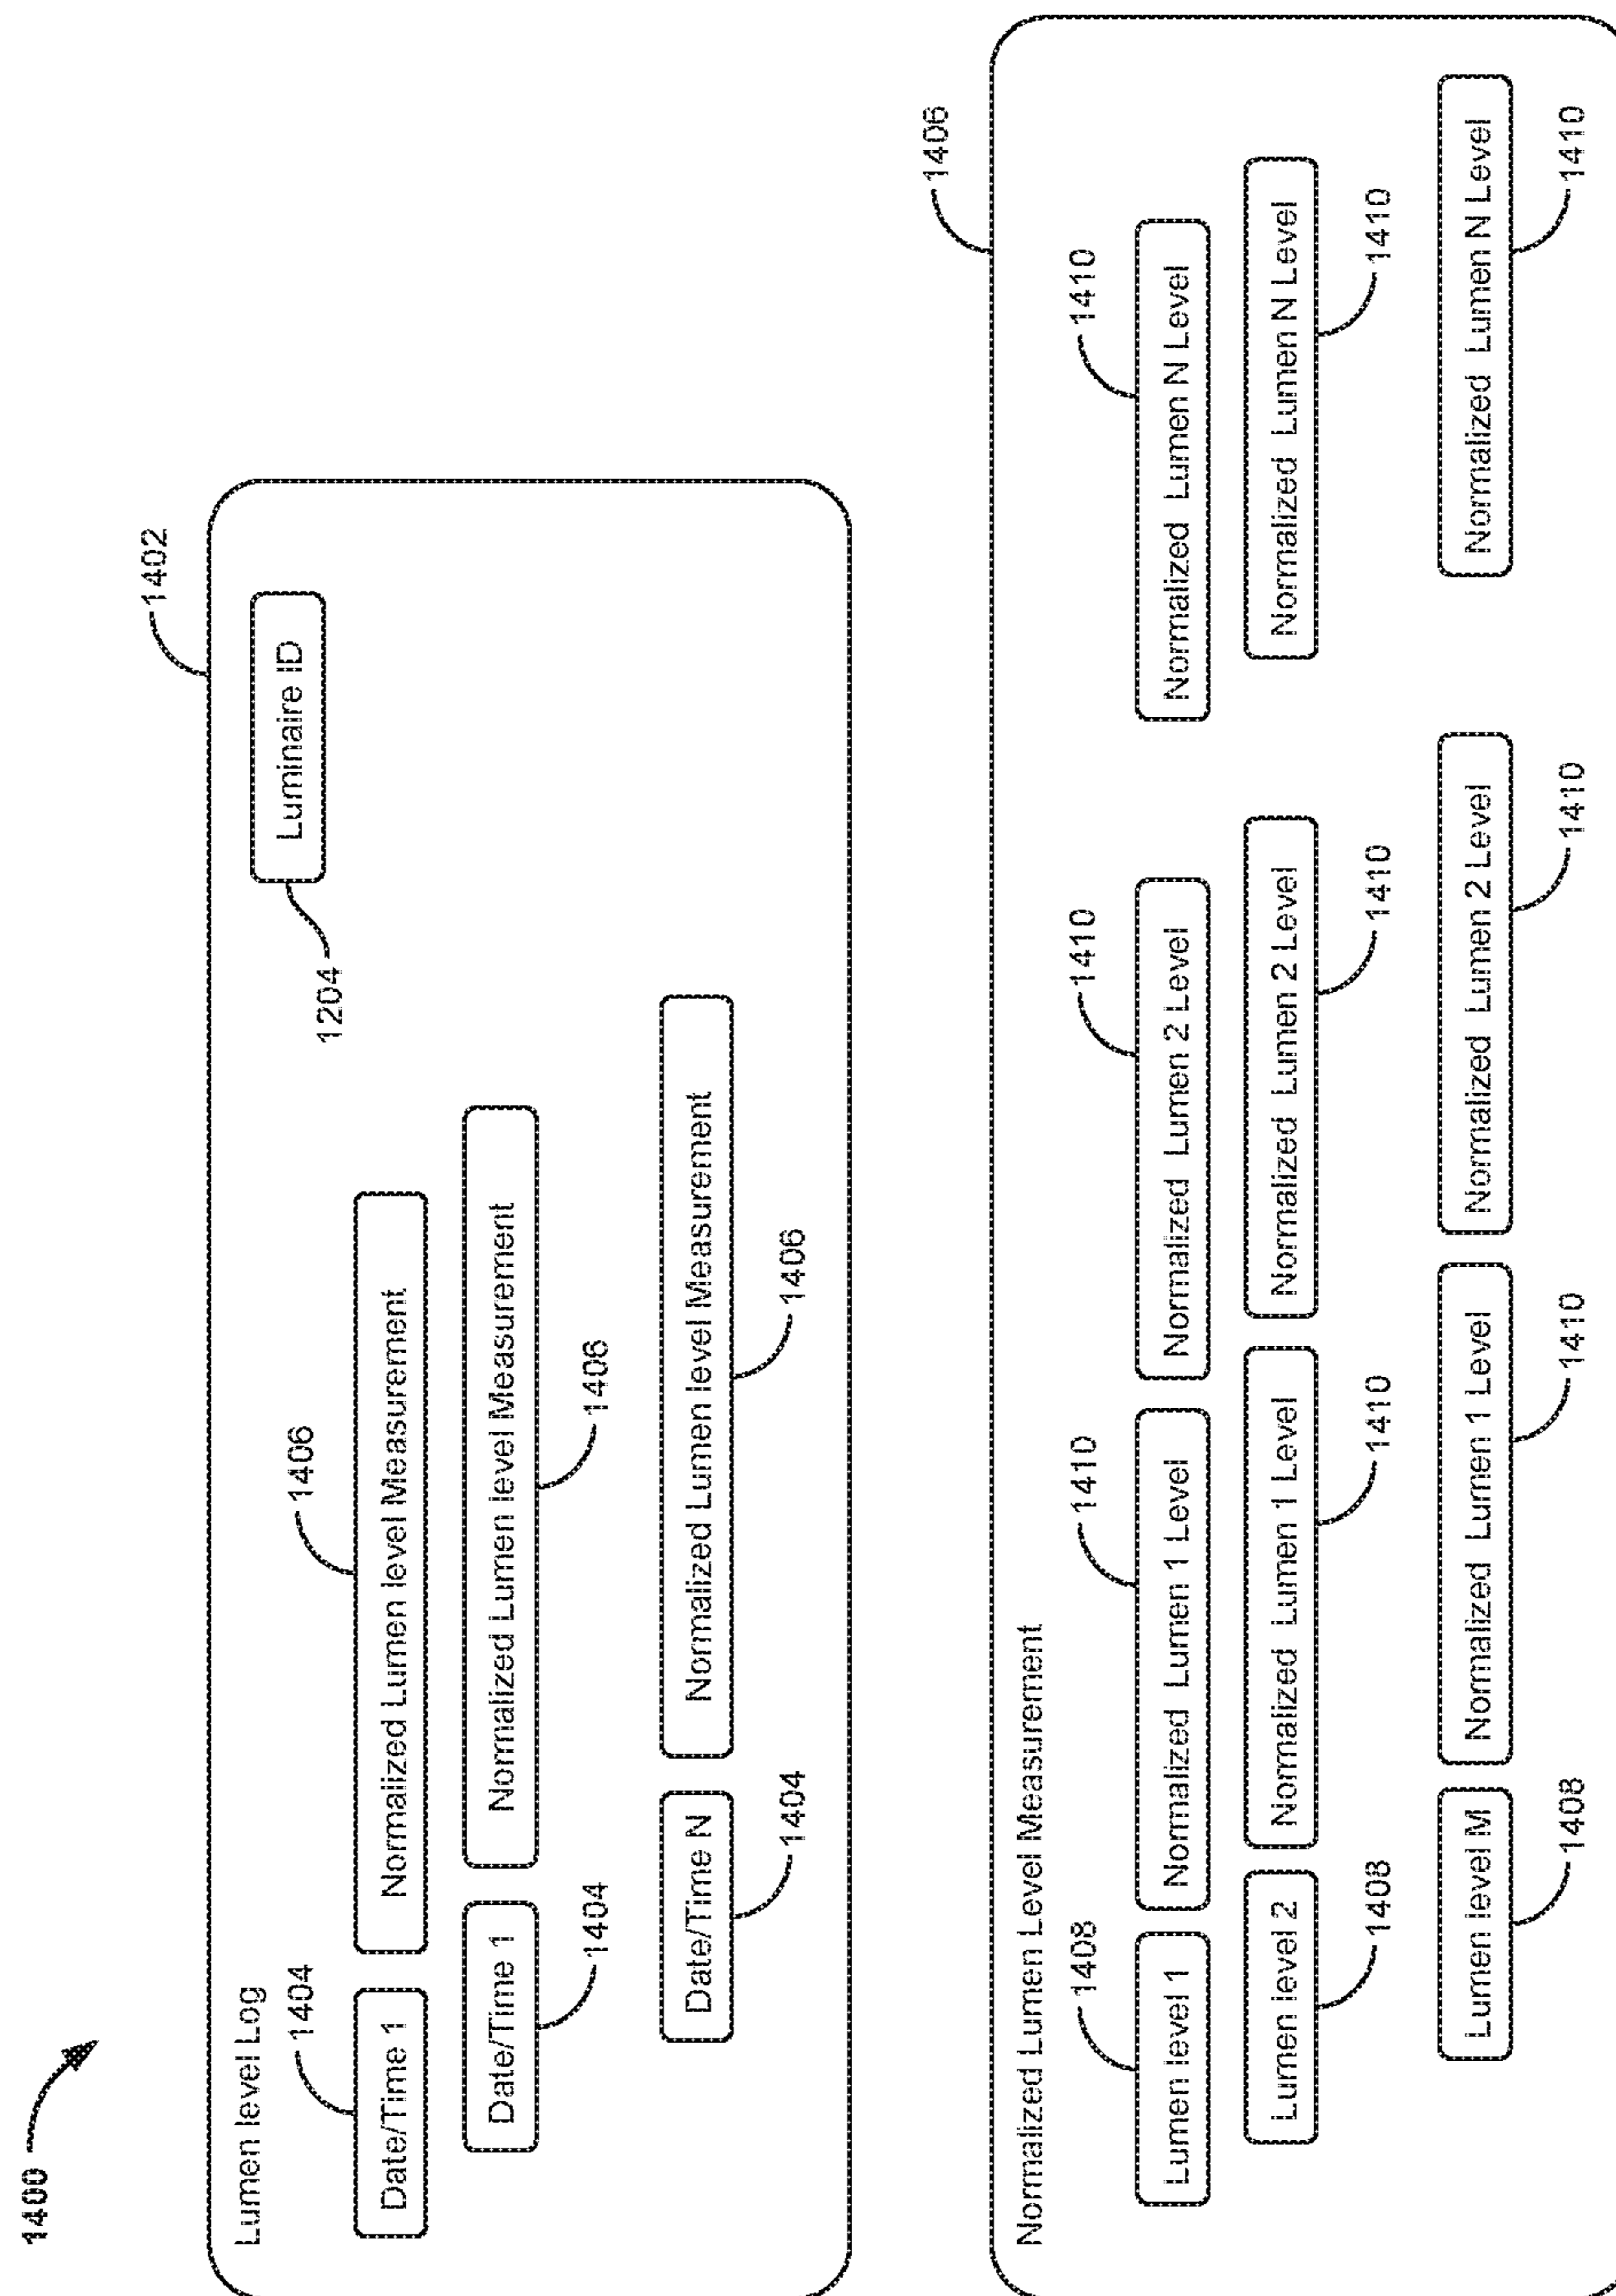 1400
1402
Lumen level Log
1204
Luminaire ID
1404
1406
Date/Time 1
Normalized Lumen level Measurement
Date/Time 1
Normalized Lumen level Measurement
1404
1406
Date/Time N
Normalized Lumen level Measurement
1404
1406
1406
Normalized Lumen Level Measurement
1408
1410
1410
1410
Lumen level 1
Normalized Lumen 1 Level
Normalized Lumen 2 Level
Normalized Lumen N Level
Lumen level 2
Normalized Lumen 1 Level
Normalized Lumen 2 Level
Normalized Lumen N Level
1408
1410
1410
1410
Lumen level M
Normalized Lumen 1 Level
Normalized Lumen 2 Level
Normalized Lumen N Level
1408
1410
1410
1410